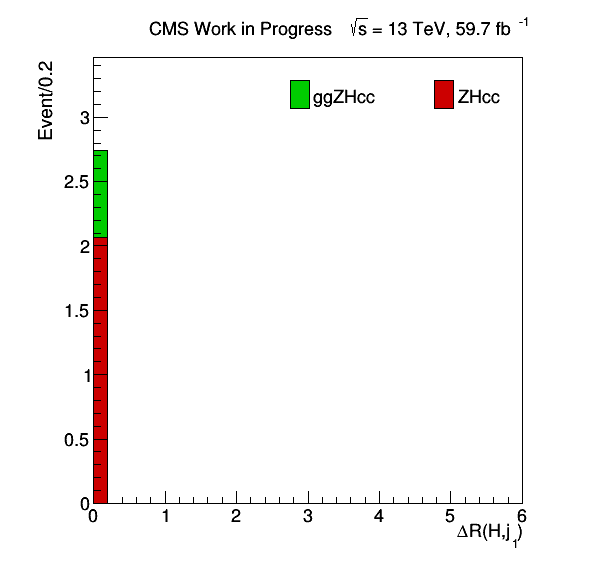 CMS Work in Progress √s = 13 TeV, 59.7 fb⁻¹
Event/0.2
ggZHcc ZHcc
3
2.5
2
1.5
1
0.5
0
0 1 2 3 4 5 6
ΔR(H,j₁)